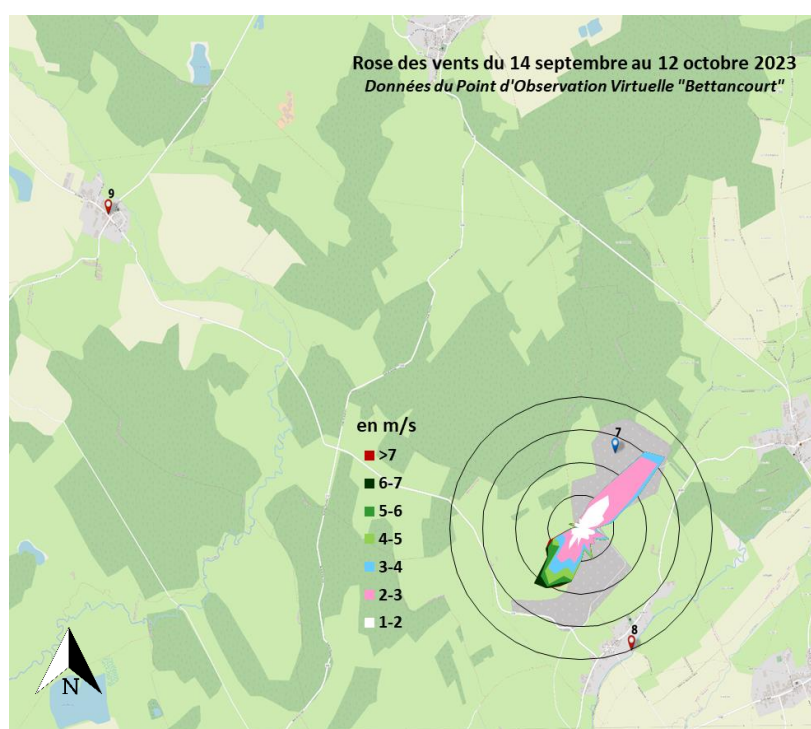 Rose des vents du 14 septembre au 12 octobre 2023
Données du Point d'Observation Virtuelle "Bettancourt"
9
en m/s
>7
6-7
5-6
4-5
3-4
2-3
1-2
7
8
N